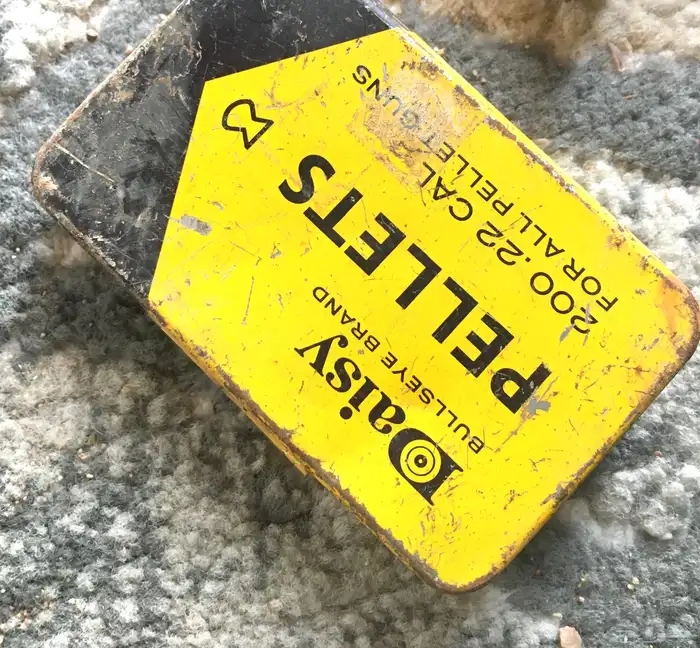 Daisy
BULLSEYE BRAND
PELLETS
200 .22 CAL
FOR ALL PELLET GUNS